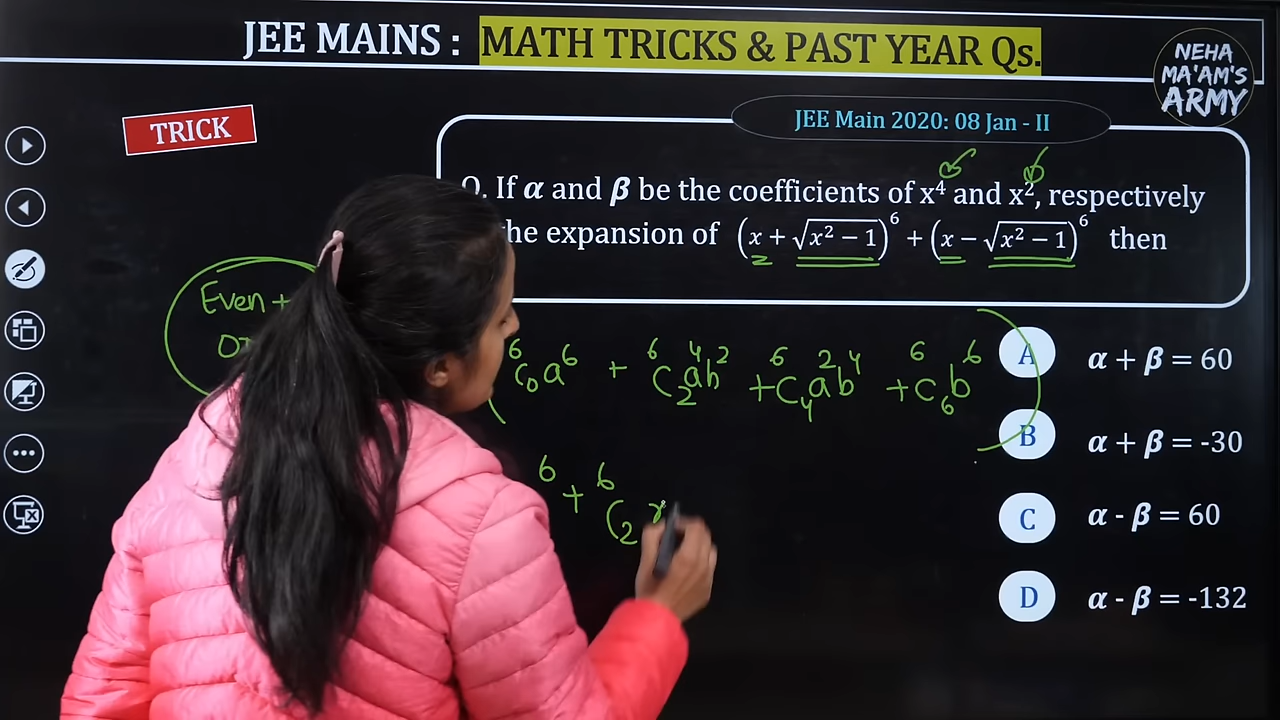 JEE MAINS : MATH TRICKS & PAST YEAR Qs.
NEHA
MA'AM'S
ARMY
TRICK
JEE Main 2020: 08 Jan - II
Q. If α and β be the coefficients of x⁴ and x², respectively
the expansion of (x + √(x² − 1))⁶ + (x − √(x² − 1))⁶ then
Even +
⁶C₀a⁶ + ⁶C₂a⁴b² + ⁶C₄a²b⁴ + ⁶C₆b⁶
⁶ + ⁶C₂
A α + β = 60
B α + β = -30
C α - β = 60
D α - β = -132